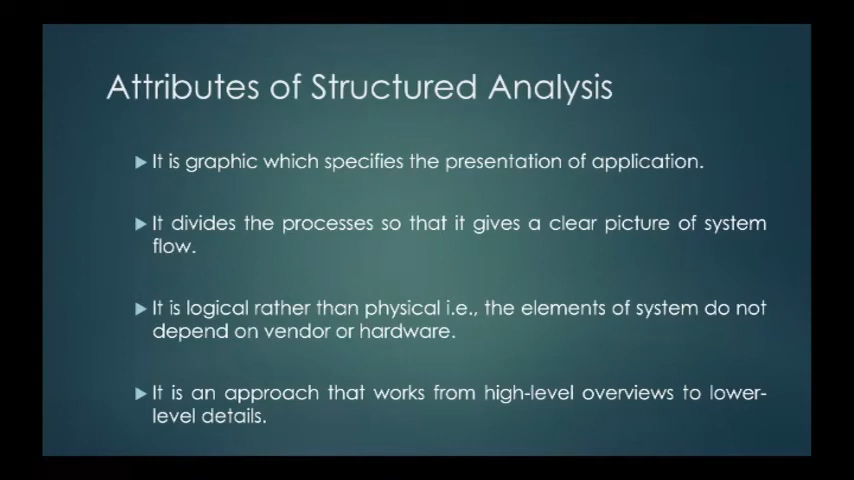 Attributes of Structured Analysis
It is graphic which specifies the presentation of application.
It divides the processes so that it gives a clear picture of system
flow.
It is logical rather than physical i.e., the elements of system do not
depend on vendor or hardware.
It is an approach that works from high-level overviews to lower-
level details.